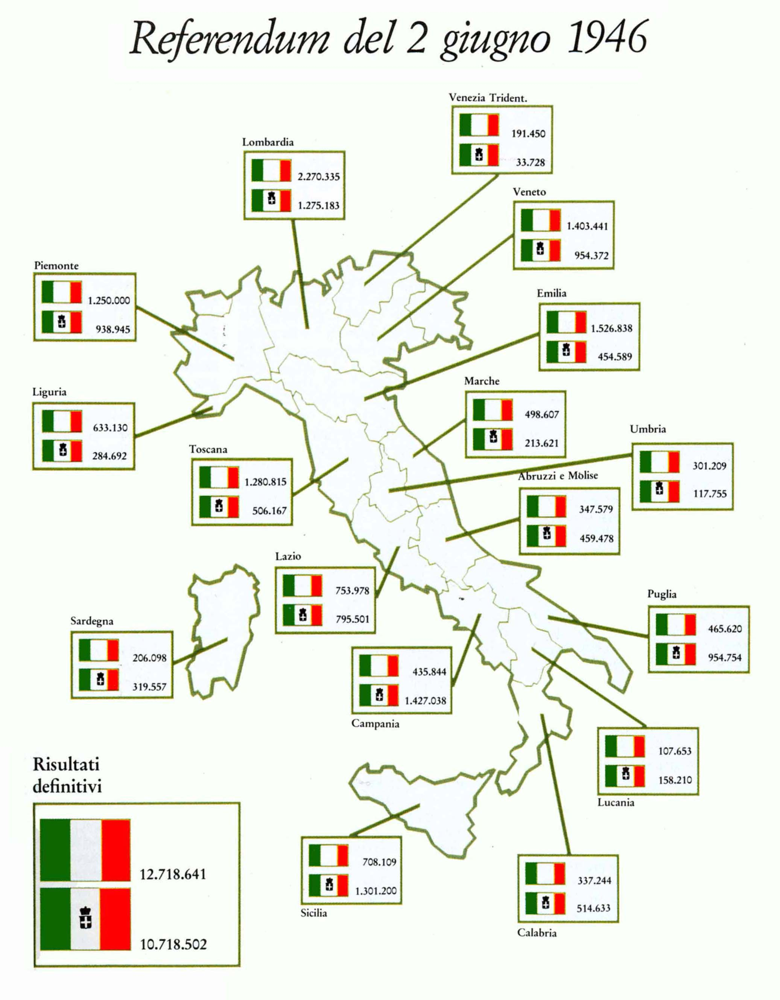 Referendum del 2 giugno 1946
Venezia Trident.
191.450
33.728
Lombardia
2.270.335
1.275.183
Veneto
1.403.441
954.372
Piemonte
1.250.000
938.945
Emilia
1.526.838
454.589
Marche
498.607
213.621
Liguria
633.130
284.692
Umbria
301.209
117.755
Toscana
1.280.815
506.167
Abruzzi e Molise
347.579
459.478
Lazio
753.978
795.501
Puglia
465.620
954.754
Sardegna
206.098
319.557
435.844
1.427.038
Campania
107.653
158.210
Lucania
Risultati
definitivi
12.718.641
10.718.502
708.109
1.301.200
Sicilia
337.244
514.633
Calabria